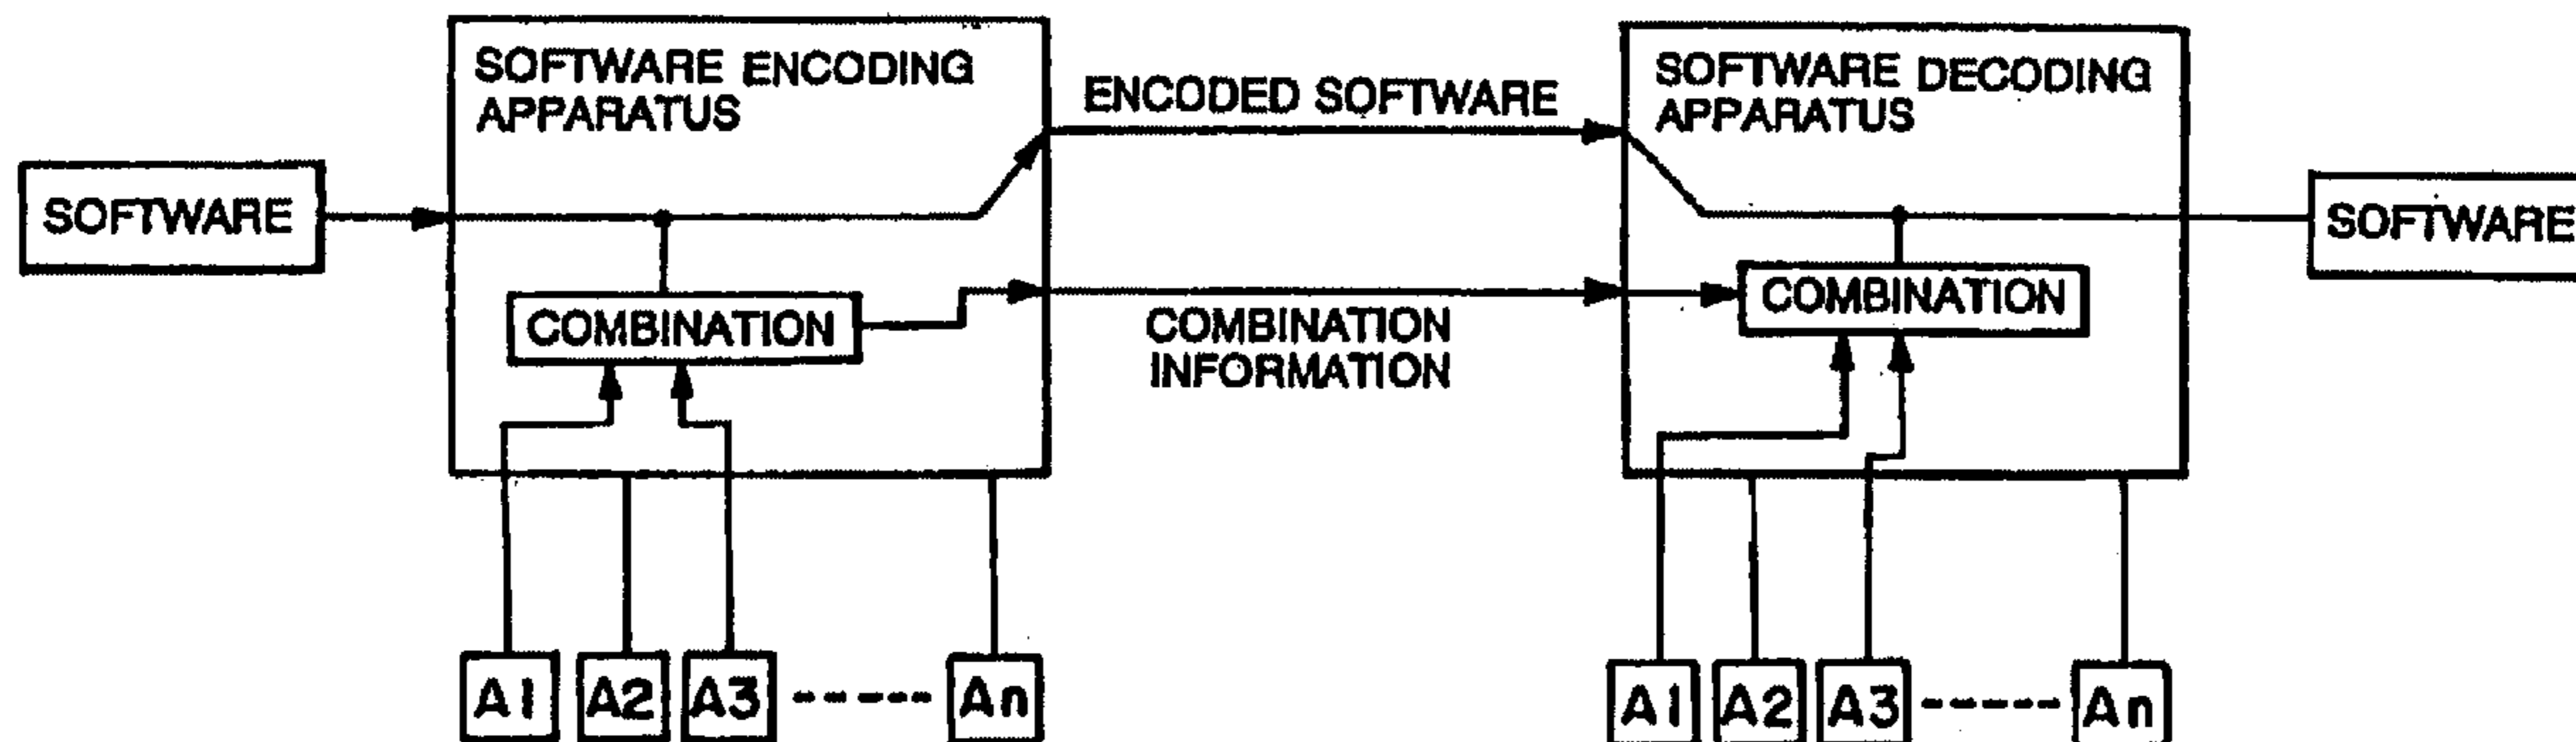 SOFTWARE
SOFTWARE ENCODING
APPARATUS
COMBINATION
ENCODED SOFTWARE
COMBINATION
INFORMATION
SOFTWARE DECODING
APPARATUS
COMBINATION
SOFTWARE
A1 A2 A3 An
A1 A2 A3 An